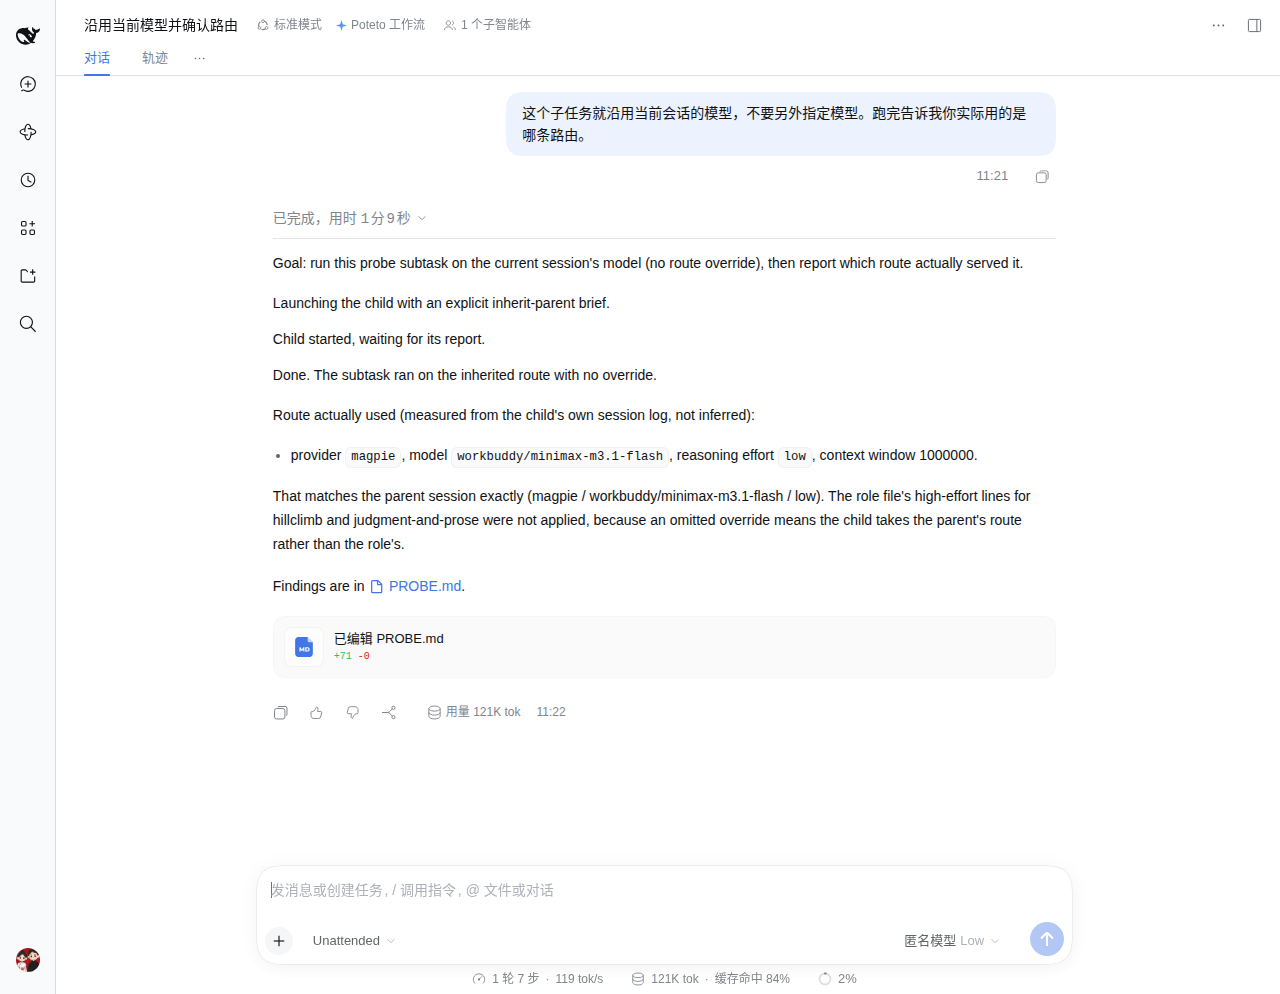 沿用当前模型并确认路由 标准模式 Poteto 工作流 1 个子智能体
对话 轨迹
这个子任务就沿用当前会话的模型，不要另外指定模型。跑完告诉我你实际用的是
哪条路由。
11:21
已完成，用时 1分9秒
Goal: run this probe subtask on the current session's model (no route override), then report which route actually served it.
Launching the child with an explicit inherit-parent brief.
Child started, waiting for its report.
Done. The subtask ran on the inherited route with no override.
Route actually used (measured from the child's own session log, not inferred):
• provider magpie, model workbuddy/minimax-m3.1-flash, reasoning effort low, context window 1000000.
That matches the parent session exactly (magpie / workbuddy/minimax-m3.1-flash / low). The role file's high-effort lines for
hillclimb and judgment-and-prose were not applied, because an omitted override means the child takes the parent's route
rather than the role's.
Findings are in PROBE.md.
MD
已编辑 PROBE.md
+71 -0
用量 121K tok 11:22
发消息或创建任务, / 调用指令, @ 文件或对话
Unattended 匿名模型 Low
1 轮 7 步 · 119 tok/s 121K tok · 缓存命中 84% 2%